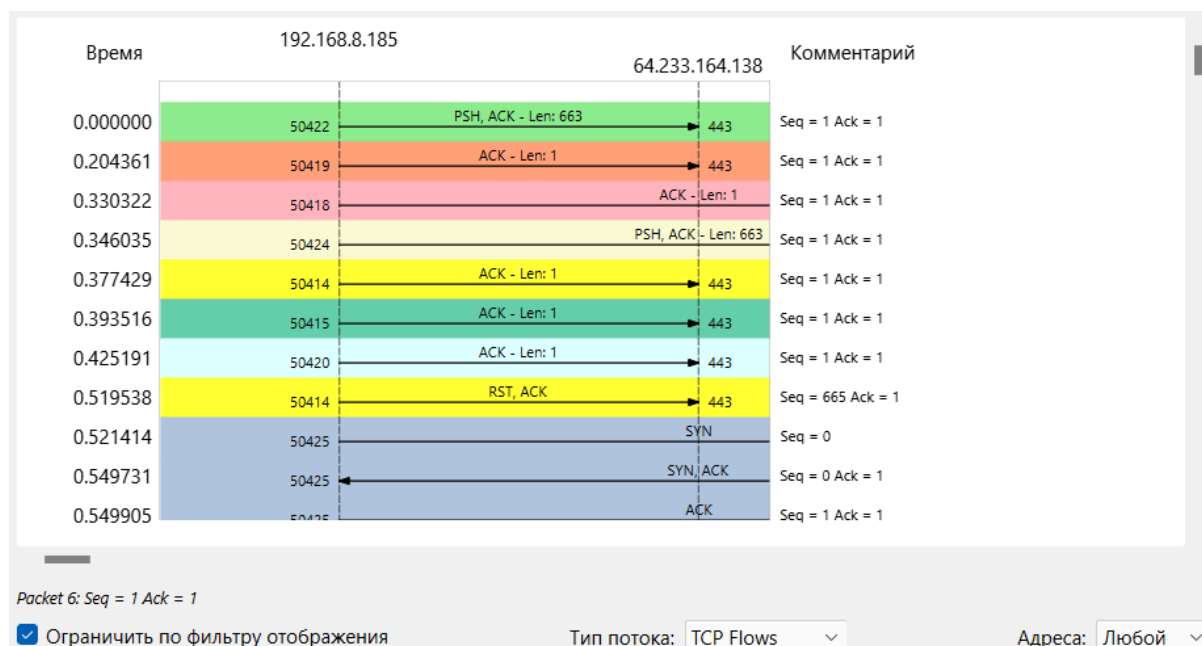 Время 192.168.8.185 64.233.164.138 Комментарий
0.000000 50422 PSH, ACK - Len: 663 443 Seq = 1 Ack = 1
0.204361 50419 ACK - Len: 1 443 Seq = 1 Ack = 1
0.330322 50418 ACK - Len: 1 Seq = 1 Ack = 1
0.346035 50424 PSH, ACK - Len: 663 Seq = 1 Ack = 1
0.377429 50414 ACK - Len: 1 443 Seq = 1 Ack = 1
0.393516 50415 ACK - Len: 1 443 Seq = 1 Ack = 1
0.425191 50420 ACK - Len: 1 443 Seq = 1 Ack = 1
0.519538 50414 RST, ACK 443 Seq = 665 Ack = 1
0.521414 50425 SYN Seq = 0
0.549731 50425 SYN, ACK Seq = 0 Ack = 1
0.549905 50425 ACK Seq = 1 Ack = 1
Packet 6: Seq = 1 Ack = 1
Ограничить по фильтру отображения Тип потока: TCP Flows Адреса: Любой